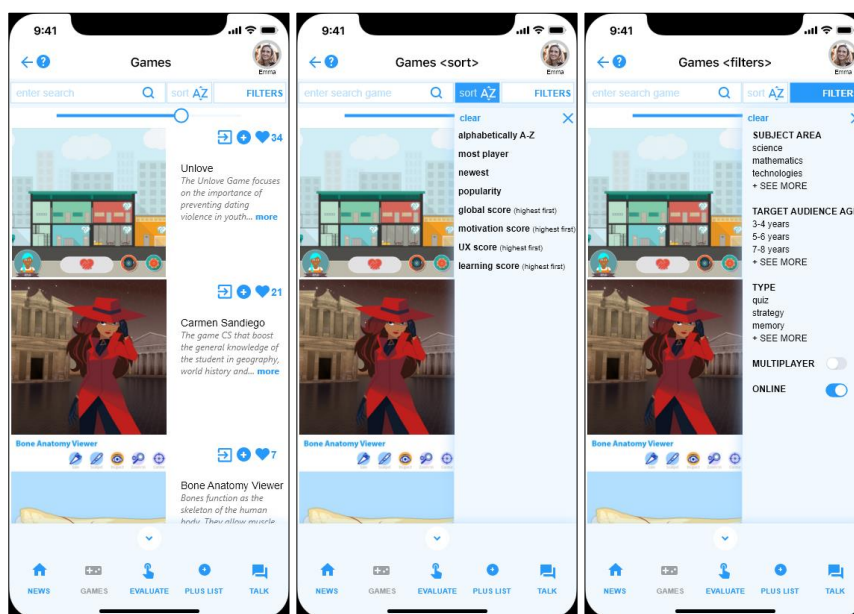 9:41
Games
Emma
enter search
sort AZ
FILTERS
34
Unlove
The Unlove Game focuses
on the importance of
preventing dating
violence in youth... more
21
Carmen Sandiego
The game CS that boost
the general knowledge of
the student in geography,
world history and... more
Bone Anatomy Viewer
7
Bone Anatomy Viewer
Bones function as the
skeleton of the human
body. They allow muscle
NEWS
GAMES
EVALUATE
PLUS LIST
TALK
9:41
Games <sort>
Emma
enter search game
sort AZ
FILTERS
clear
alphabetically A-Z
most player
newest
popularity
global score (highest first)
motivation score (highest first)
UX score (highest first)
learning score (highest first)
Bone Anatomy Viewer
NEWS
GAMES
EVALUATE
PLUS LIST
TALK
9:41
Games <filters>
Emma
enter search game
sort AZ
FILTER
clear
SUBJECT AREA
science
mathematics
technologies
+ SEE MORE
TARGET AUDIENCE AG
3-4 years
5-6 years
7-8 years
+ SEE MORE
TYPE
quiz
strategy
memory
+ SEE MORE
MULTIPLAYER
ONLINE
Bone Anatomy Viewer
NEWS
GAMES
EVALUATE
PLUS LIST
TALK